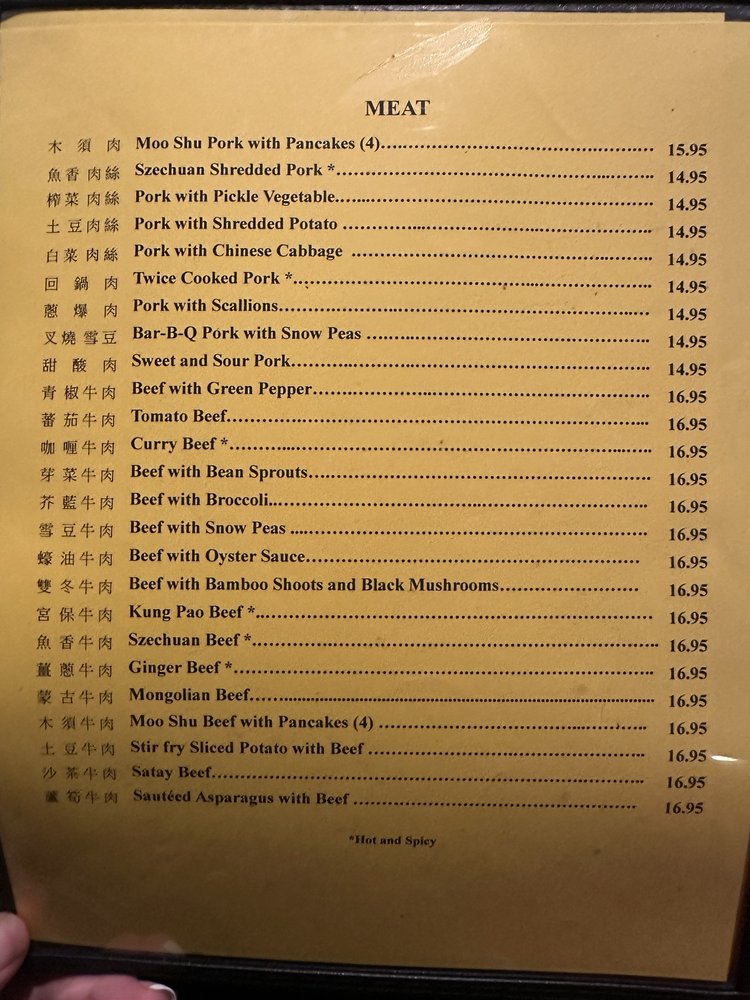 MEAT
木須肉 Moo Shu Pork with Pancakes (4)..... 15.95
魚香肉絲 Szechuan Shredded Pork *..... 14.95
榨菜肉絲 Pork with Pickle Vegetable..... 14.95
土豆肉絲 Pork with Shredded Potato ..... 14.95
白菜肉絲 Pork with Chinese Cabbage ..... 14.95
回鍋肉 Twice Cooked Pork *..... 14.95
蔥爆肉 Pork with Scallions..... 14.95
叉燒雪豆 Bar-B-Q Pork with Snow Peas ..... 14.95
甜酸肉 Sweet and Sour Pork..... 14.95
青椒牛肉 Beef with Green Pepper..... 16.95
蕃茄牛肉 Tomato Beef..... 16.95
咖喱牛肉 Curry Beef *..... 16.95
芽菜牛肉 Beef with Bean Sprouts..... 16.95
芥藍牛肉 Beef with Broccoli..... 16.95
雪豆牛肉 Beef with Snow Peas ..... 16.95
蠔油牛肉 Beef with Oyster Sauce..... 16.95
雙冬牛肉 Beef with Bamboo Shoots and Black Mushrooms..... 16.95
宮保牛肉 Kung Pao Beef *..... 16.95
魚香牛肉 Szechuan Beef *..... 16.95
薑蔥牛肉 Ginger Beef *..... 16.95
蒙古牛肉 Mongolian Beef..... 16.95
木須牛肉 Moo Shu Beef with Pancakes (4) ..... 16.95
土豆牛肉 Stir fry Sliced Potato with Beef ..... 16.95
沙茶牛肉 Satay Beef..... 16.95
蘆筍牛肉 Sautéed Asparagus with Beef ..... 16.95
*Hot and Spicy